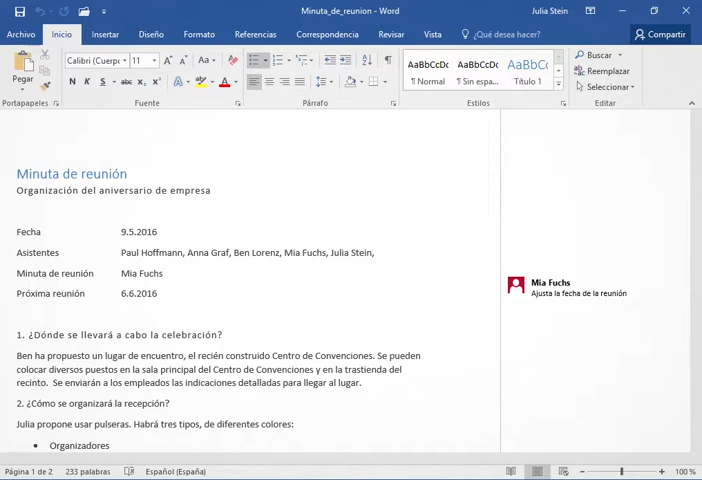 Minuta_de_reunion - Word
Julia Stein
Archivo Inicio Insertar Diseño Formato Referencias Correspondencia Revisar Vista ¿Qué desea hacer? Compartir
Pegar
Calibri (Cuerpo 11
N K S abc x₂ x² A A
AaBbCcDc AaBbCcDc AaBbCc
¶ Normal ¶ Sin espa... Título 1
Buscar
Reemplazar
Seleccionar
Portapapeles Fuente Párrafo Estilos Editar
Minuta de reunión
Organización del aniversario de empresa
Fecha 9.5.2016
Asistentes Paul Hoffmann, Anna Graf, Ben Lorenz, Mia Fuchs, Julia Stein,
Minuta de reunión Mia Fuchs
Próxima reunión 6.6.2016
Mia Fuchs
Ajusta la fecha de la reunión
1. ¿Dónde se llevará a cabo la celebración?
Ben ha propuesto un lugar de encuentro, el recién construido Centro de Convenciones. Se pueden
colocar diversos puestos en la sala principal del Centro de Convenciones y en la trastienda del
recinto. Se enviarán a los empleados las indicaciones detalladas para llegar al lugar.
2. ¿Cómo se organizará la recepción?
Julia propone usar pulseras. Habrá tres tipos, de diferentes colores:
• Organizadores
Página 1 de 2 233 palabras Español (España) 100 %